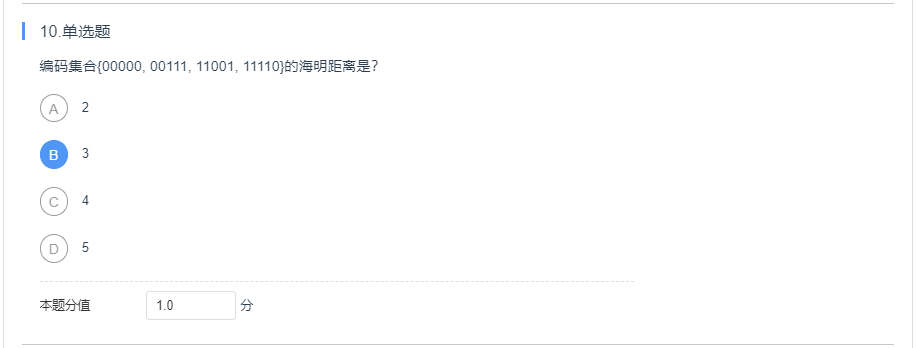 10.单选题
编码集合{00000, 00111, 11001, 11110}的海明距离是？
A 2
B 3
C 4
D 5
本题分值 1.0 分